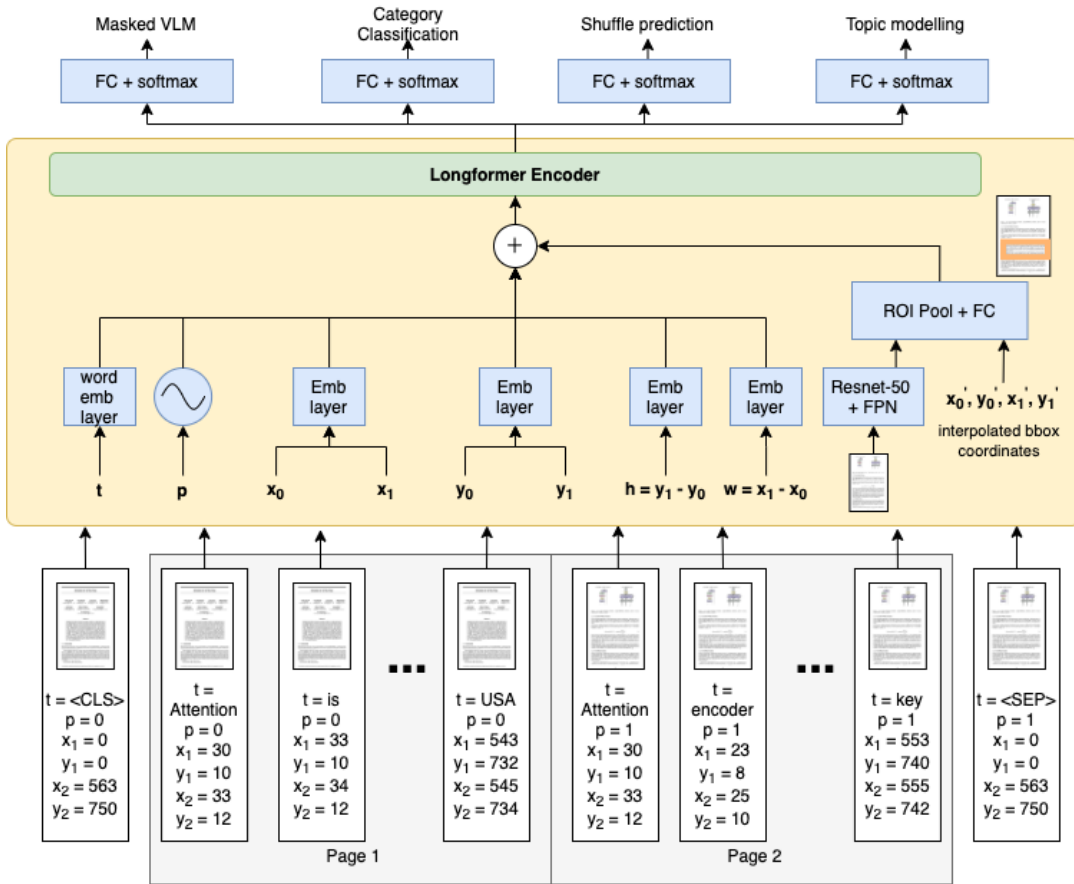 Masked VLM
Category
Classification
Shuffle prediction
Topic modelling
FC + softmax
FC + softmax
FC + softmax
FC + softmax
Longformer Encoder
+
ROI Pool + FC
word
emb
layer
Emb
layer
Emb
layer
Emb
layer
Emb
layer
Resnet-50
+ FPN
x0', y0', x1', y1'
interpolated bbox
coordinates
t
p
x0
x1
y0
y1
h = y1 - y0
w = x1 - x0
t = <CLS>
p = 0
x1 = 0
y1 = 0
x2 = 563
y2 = 750
t =
Attention
p = 0
x1 = 30
y1 = 10
x2 = 33
y2 = 12
t = is
p = 0
x1 = 33
y1 = 10
x2 = 34
y2 = 12
...
t = USA
p = 0
x1 = 543
y1 = 732
x2 = 545
y2 = 734
t =
Attention
p = 1
x1 = 30
y1 = 10
x2 = 33
y2 = 12
t =
encoder
p = 1
x1 = 23
y1 = 8
x2 = 25
y2 = 10
...
t = key
p = 1
x1 = 553
y1 = 740
x2 = 555
y2 = 742
t = <SEP>
p = 1
x1 = 0
y1 = 0
x2 = 563
y2 = 750
Page 1
Page 2